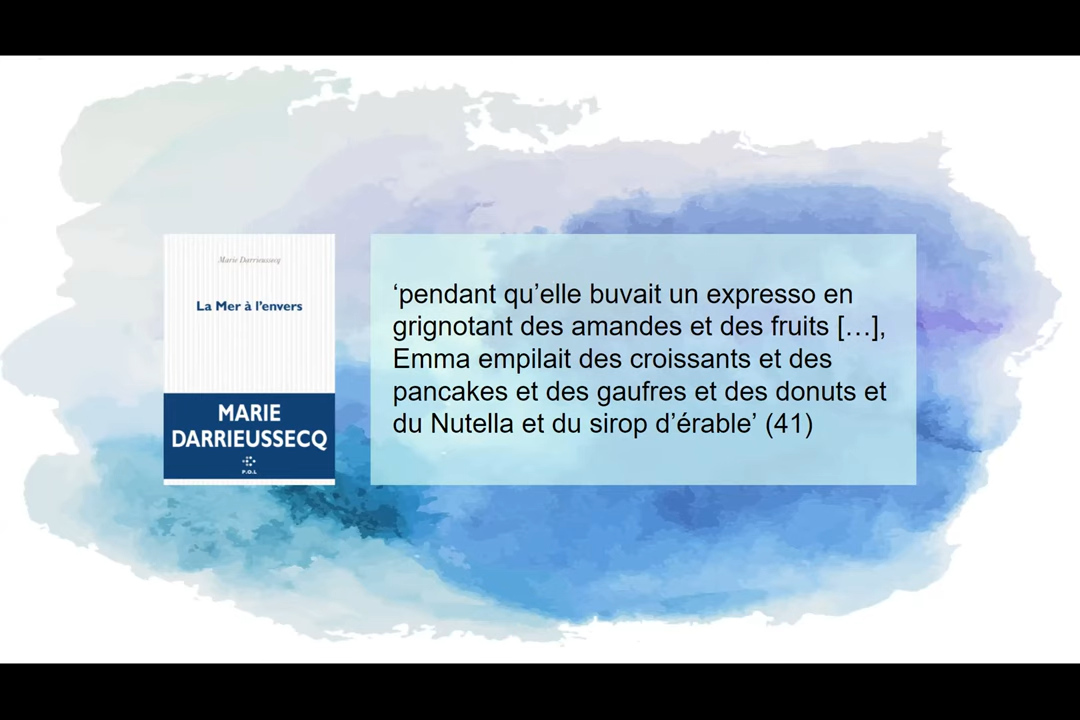 Marie Darrieussecq
La Mer à l’envers
MARIE
DARRIEUSSECQ
P.O.L
‘pendant qu’elle buvait un expresso en
grignotant des amandes et des fruits […],
Emma empilait des croissants et des
pancakes et des gaufres et des donuts et
du Nutella et du sirop d’érable’ (41)